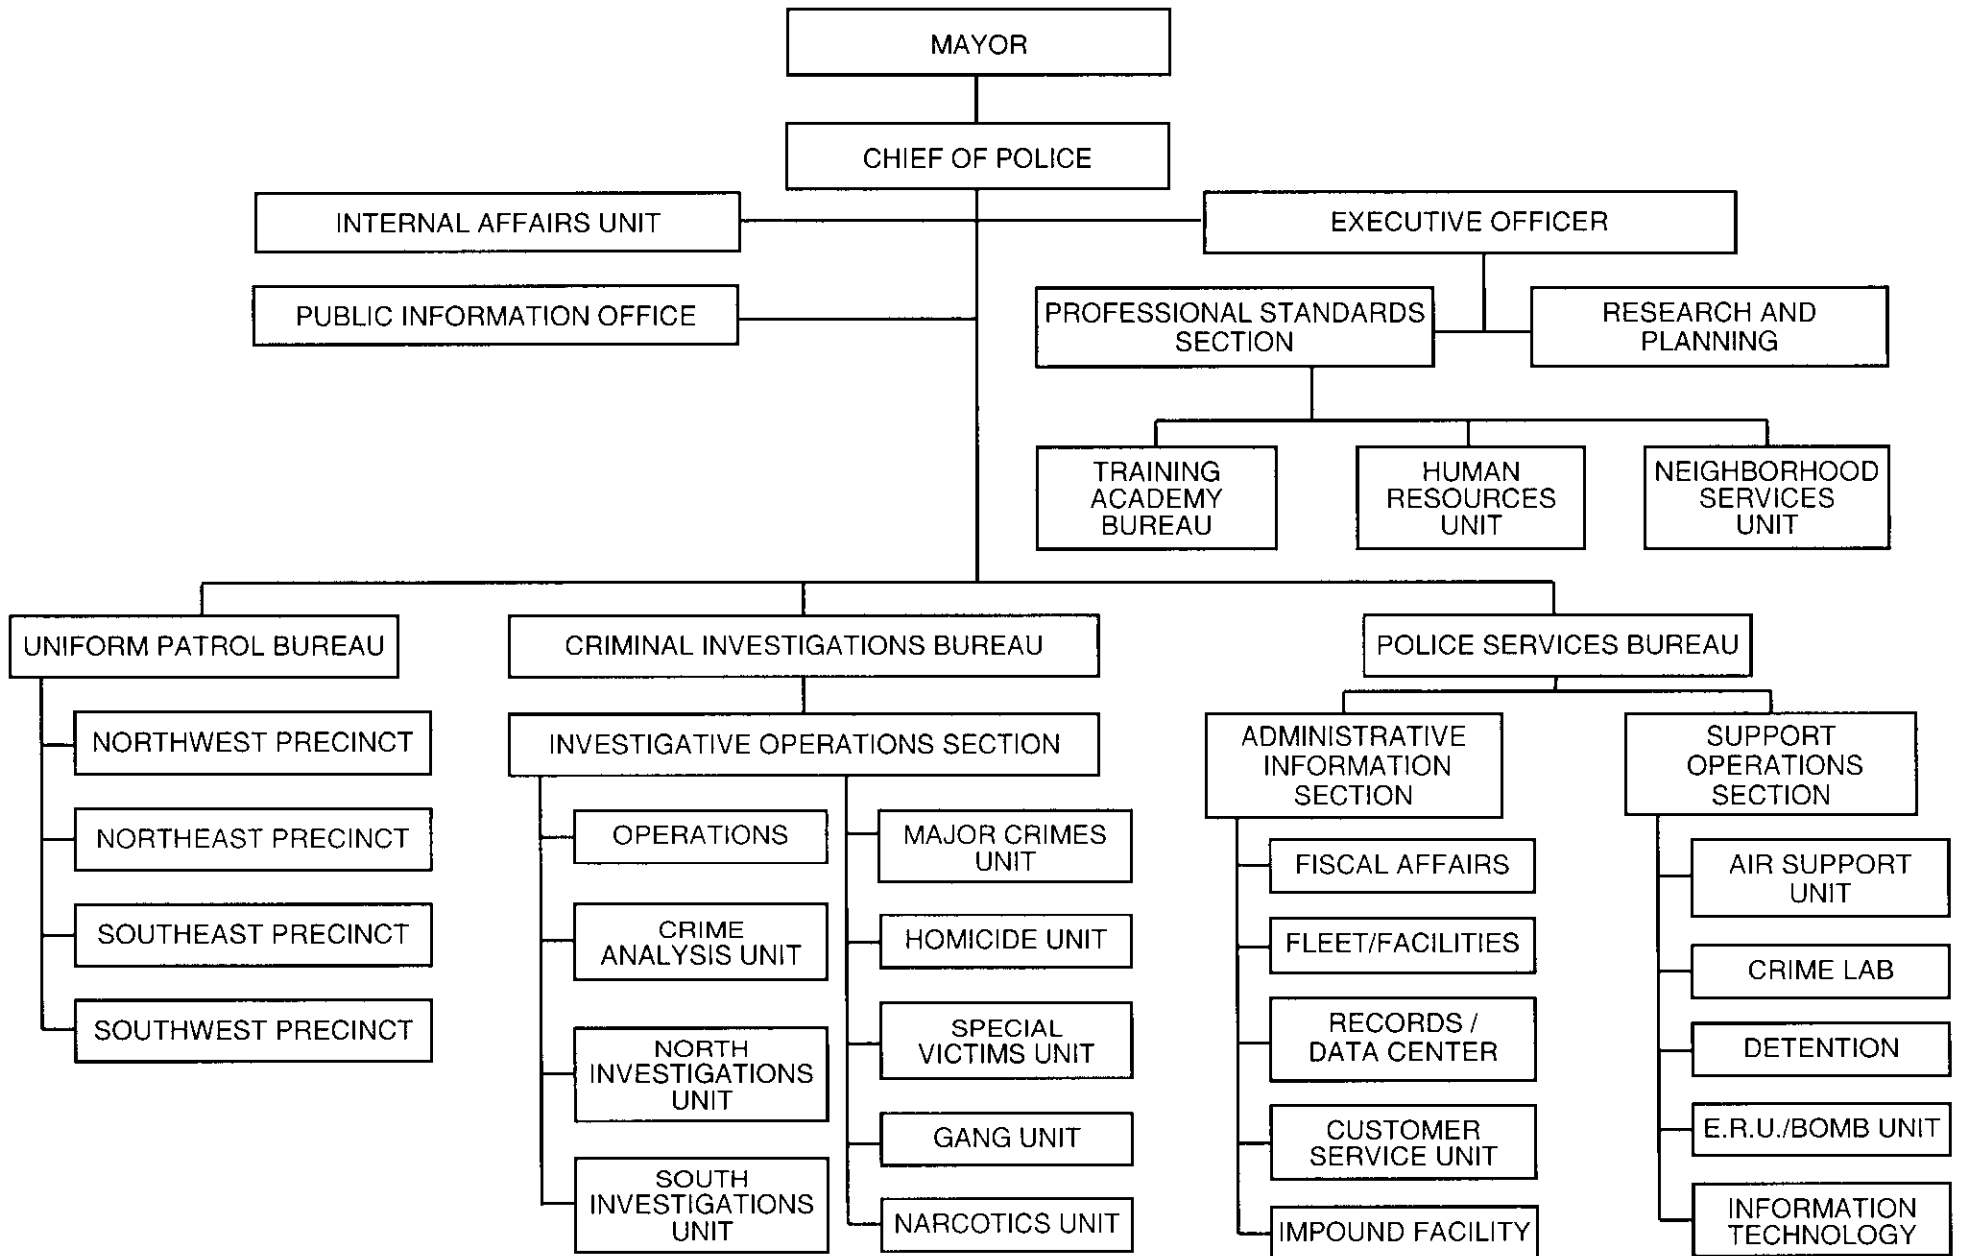 MAYOR
CHIEF OF POLICE
INTERNAL AFFAIRS UNIT
EXECUTIVE OFFICER
PUBLIC INFORMATION OFFICE
PROFESSIONAL STANDARDS
SECTION
RESEARCH AND
PLANNING
TRAINING
ACADEMY
BUREAU
HUMAN
RESOURCES
UNIT
NEIGHBORHOOD
SERVICES
UNIT
UNIFORM PATROL BUREAU
NORTHWEST PRECINCT
NORTHEAST PRECINCT
SOUTHEAST PRECINCT
SOUTHWEST PRECINCT
CRIMINAL INVESTIGATIONS BUREAU
INVESTIGATIVE OPERATIONS SECTION
OPERATIONS
CRIME
ANALYSIS UNIT
NORTH
INVESTIGATIONS
UNIT
SOUTH
INVESTIGATIONS
UNIT
MAJOR CRIMES
UNIT
HOMICIDE UNIT
SPECIAL
VICTIMS UNIT
GANG UNIT
NARCOTICS UNIT
POLICE SERVICES BUREAU
ADMINISTRATIVE
INFORMATION
SECTION
FISCAL AFFAIRS
FLEET/FACILITIES
RECORDS /
DATA CENTER
CUSTOMER
SERVICE UNIT
IMPOUND FACILITY
SUPPORT
OPERATIONS
SECTION
AIR SUPPORT
UNIT
CRIME LAB
DETENTION
E.R.U./BOMB UNIT
INFORMATION
TECHNOLOGY